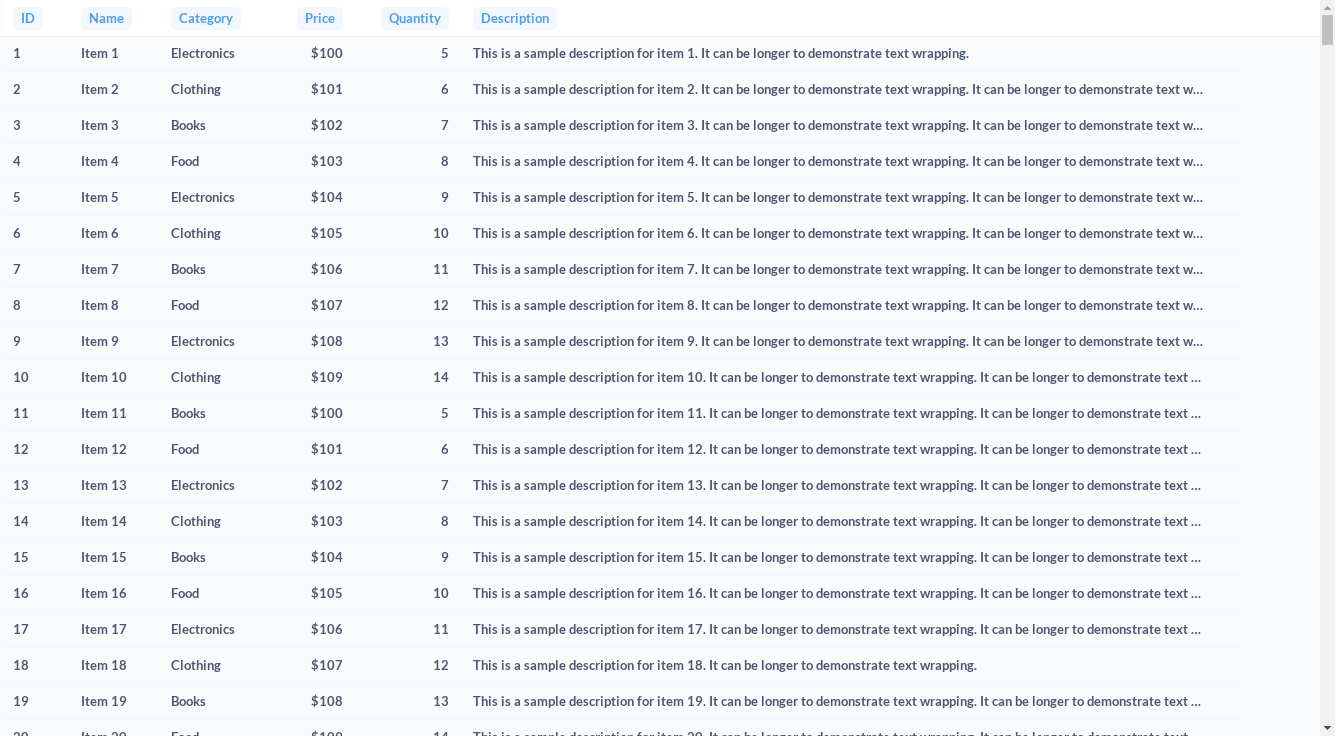 ID Name Category Price Quantity Description
1 Item 1 Electronics $100 5 This is a sample description for item 1. It can be longer to demonstrate text wrapping.
2 Item 2 Clothing $101 6 This is a sample description for item 2. It can be longer to demonstrate text wrapping. It can be longer to demonstrate text w...
3 Item 3 Books $102 7 This is a sample description for item 3. It can be longer to demonstrate text wrapping. It can be longer to demonstrate text w...
4 Item 4 Food $103 8 This is a sample description for item 4. It can be longer to demonstrate text wrapping. It can be longer to demonstrate text w...
5 Item 5 Electronics $104 9 This is a sample description for item 5. It can be longer to demonstrate text wrapping. It can be longer to demonstrate text w...
6 Item 6 Clothing $105 10 This is a sample description for item 6. It can be longer to demonstrate text wrapping. It can be longer to demonstrate text w...
7 Item 7 Books $106 11 This is a sample description for item 7. It can be longer to demonstrate text wrapping. It can be longer to demonstrate text w...
8 Item 8 Food $107 12 This is a sample description for item 8. It can be longer to demonstrate text wrapping. It can be longer to demonstrate text w...
9 Item 9 Electronics $108 13 This is a sample description for item 9. It can be longer to demonstrate text wrapping. It can be longer to demonstrate text w...
10 Item 10 Clothing $109 14 This is a sample description for item 10. It can be longer to demonstrate text wrapping. It can be longer to demonstrate text ...
11 Item 11 Books $100 5 This is a sample description for item 11. It can be longer to demonstrate text wrapping. It can be longer to demonstrate text ...
12 Item 12 Food $101 6 This is a sample description for item 12. It can be longer to demonstrate text wrapping. It can be longer to demonstrate text ...
13 Item 13 Electronics $102 7 This is a sample description for item 13. It can be longer to demonstrate text wrapping. It can be longer to demonstrate text ...
14 Item 14 Clothing $103 8 This is a sample description for item 14. It can be longer to demonstrate text wrapping. It can be longer to demonstrate text ...
15 Item 15 Books $104 9 This is a sample description for item 15. It can be longer to demonstrate text wrapping. It can be longer to demonstrate text ...
16 Item 16 Food $105 10 This is a sample description for item 16. It can be longer to demonstrate text wrapping. It can be longer to demonstrate text ...
17 Item 17 Electronics $106 11 This is a sample description for item 17. It can be longer to demonstrate text wrapping. It can be longer to demonstrate text ...
18 Item 18 Clothing $107 12 This is a sample description for item 18. It can be longer to demonstrate text wrapping.
19 Item 19 Books $108 13 This is a sample description for item 19. It can be longer to demonstrate text wrapping. It can be longer to demonstrate text ...